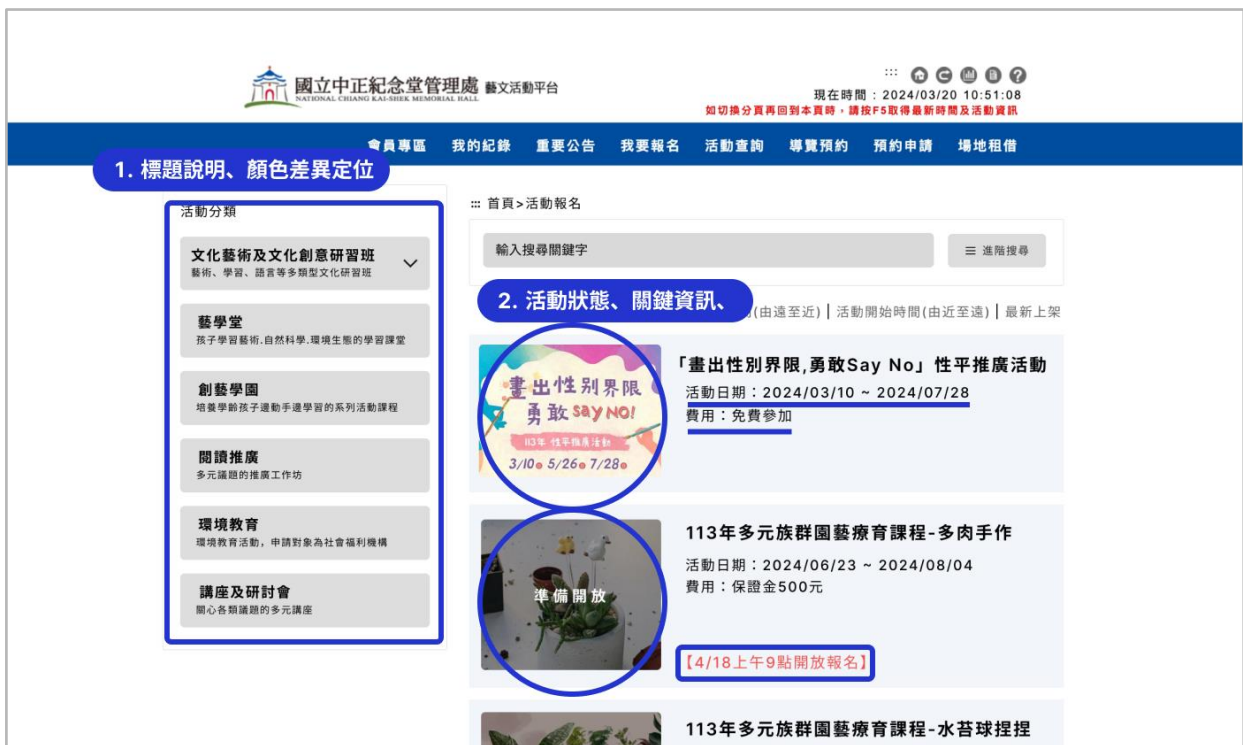 國立中正紀念堂管理處 藝文活動平台
NATIONAL CHIANG KAI-SHEK MEMORIAL HALL
:::
現在時間：2024/03/20 10:51:08
如切換分頁再回到本頁時，請按F5取得最新時間及活動資訊
會員專區 我的紀錄 重要公告 我要報名 活動查詢 導覽預約 預約申請 場地租借
1. 標題說明、顏色差異定位
活動分類
文化藝術及文化創意研習班
藝術、學習、語言等多類型文化研習班
藝學堂
孩子學習藝術.自然科學.環境生態的學習課堂
創藝學園
培養學齡孩子邊動手邊學習的系列活動課程
閱讀推廣
多元議題的推廣工作坊
環境教育
環境教育活動，申請對象為社會福利機構
講座及研討會
關心各類議題的多元講座
::: 首頁>活動報名
輸入搜尋關鍵字
☰ 進階搜尋
2. 活動狀態、關鍵資訊、
(由遠至近) | 活動開始時間(由近至遠) | 最新上架
畫出性別界限
勇敢 say NO!
113年 性平推廣活動
3/10 5/26 7/28
「畫出性別界限,勇敢Say No」性平推廣活動
活動日期：2024/03/10 ~ 2024/07/28
費用：免費參加
準備開放
113年多元族群園藝療育課程-多肉手作
活動日期：2024/06/23 ~ 2024/08/04
費用：保證金500元
【4/18上午9點開放報名】
113年多元族群園藝療育課程-水苔球捏捏